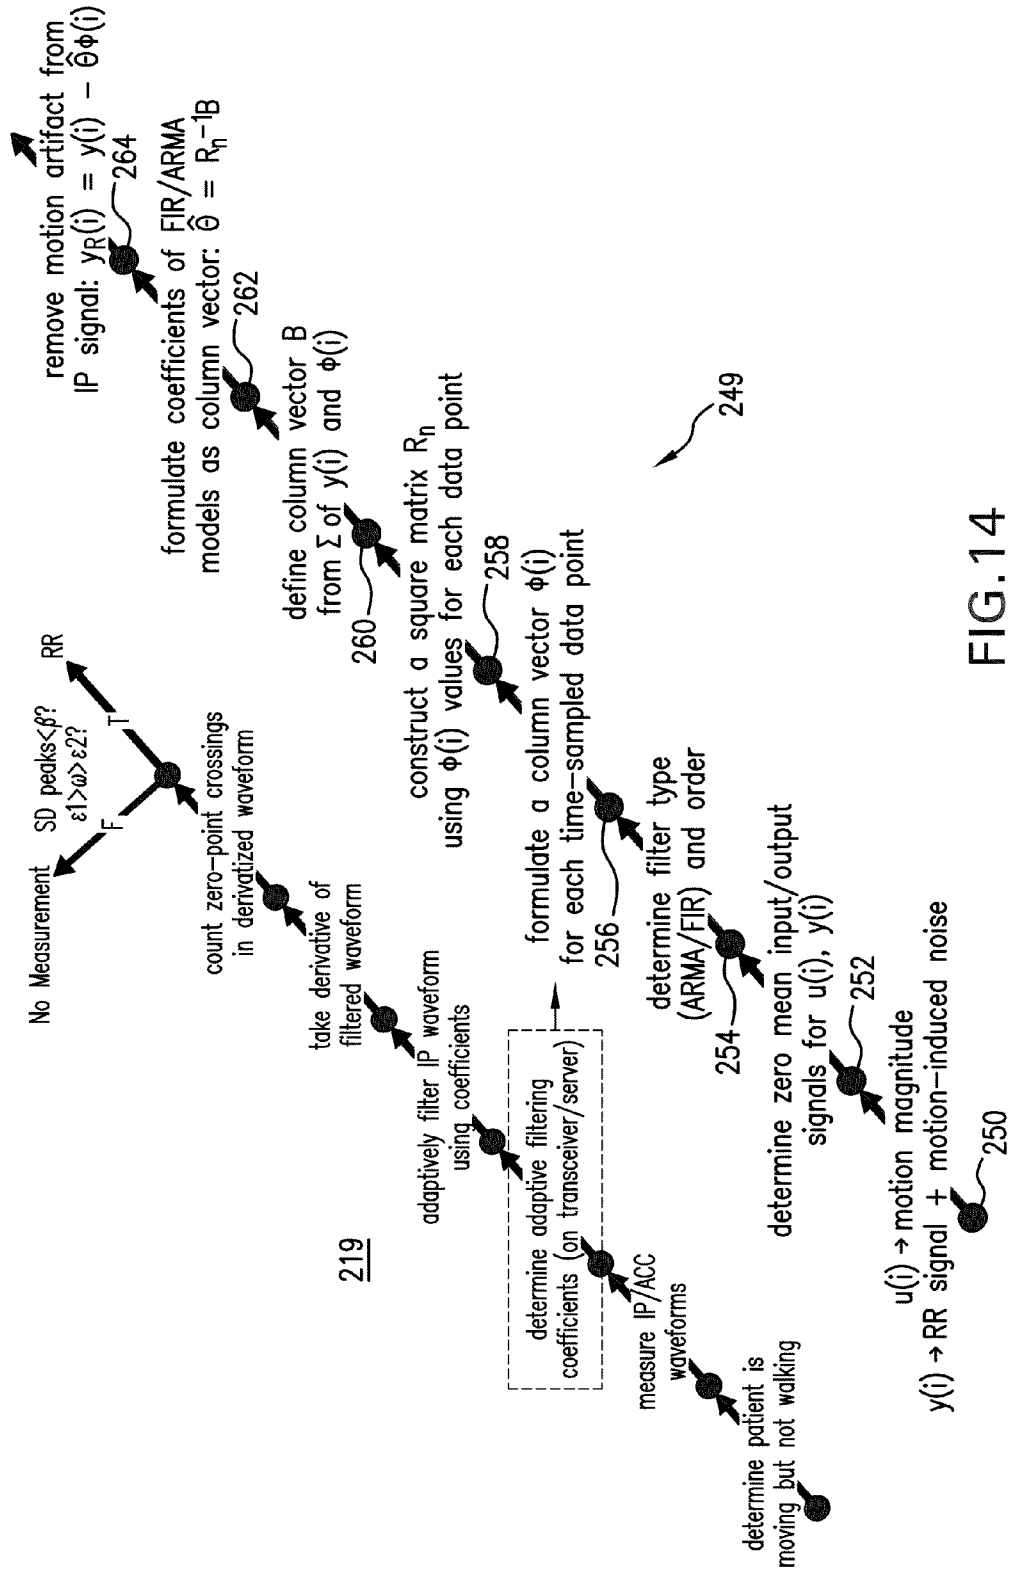 219
determine patient is
moving but not walking
measure IP/ACC
waveforms
determine adaptive filtering
coefficients (on transceiver/server)
adaptively filter IP waveform
using coefficients
take derivative of
filtered waveform
count zero-point crossings
in derivatized waveform
No Measurement
SD peaks<β?
ε1>ω>ε2?
F
T
RR
u(i) → motion magnitude
y(i) → RR signal + motion-induced noise
250
determine zero mean input/output
signals for u(i), y(i)
252
determine filter type
(ARMA/FIR) and order
254
formulate a column vector ϕ(i)
for each time-sampled data point
256
construct a square matrix Rn
using ϕ(i) values for each data point
258
define column vector B
from Σ of y(i) and ϕ(i)
260
formulate coefficients of FIR/ARMA
models as column vector: Θ̂ = Rn⁻¹B
262
remove motion artifact from
IP signal: yR(i) = y(i) - Θ̂ϕ(i)
264
249
FIG.14